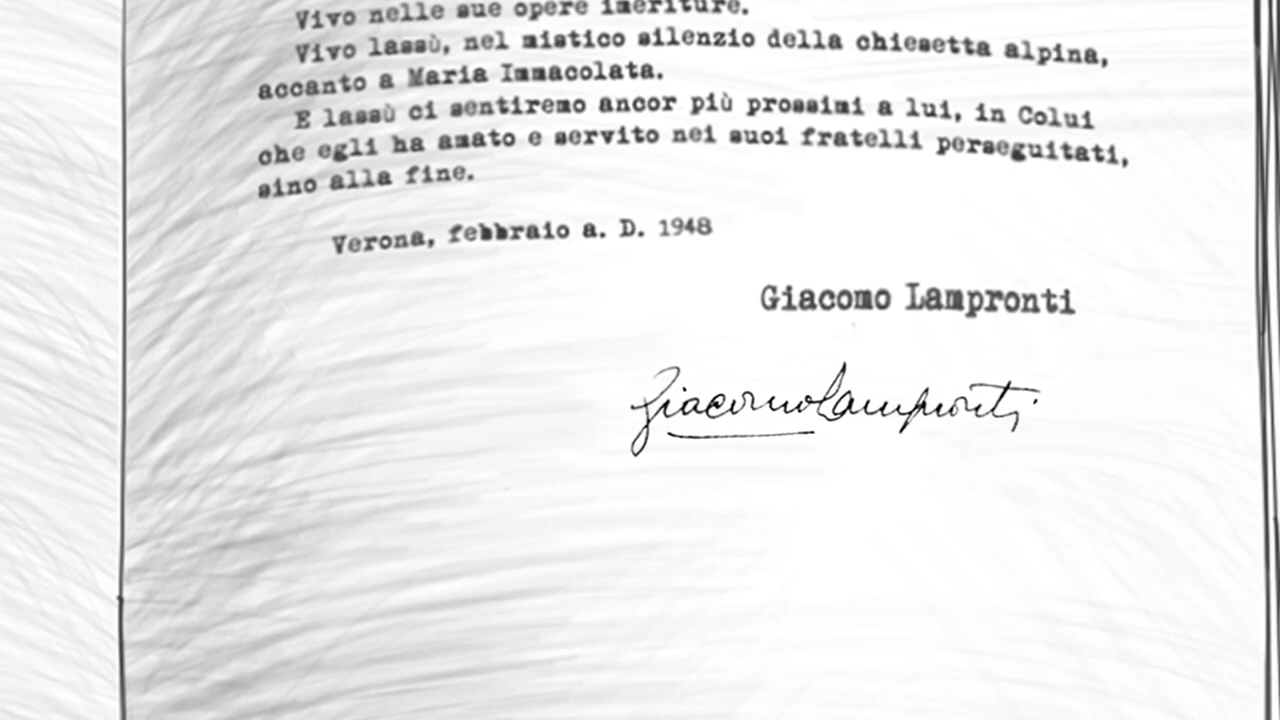 Vivo nelle sue opere imeriture.
Vivo lassù, nel mistico silenzio della chiesetta alpina,
accanto a Maria Immacolata.
E lassù ci sentiremo ancor più prossimi a lui, in Colui
che egli ha amato e servito nei suoi fratelli perseguitati,
sino alla fine.
Verona, febbraio a. D. 1948
Giacomo Lampronti
Giacomo Lampronti